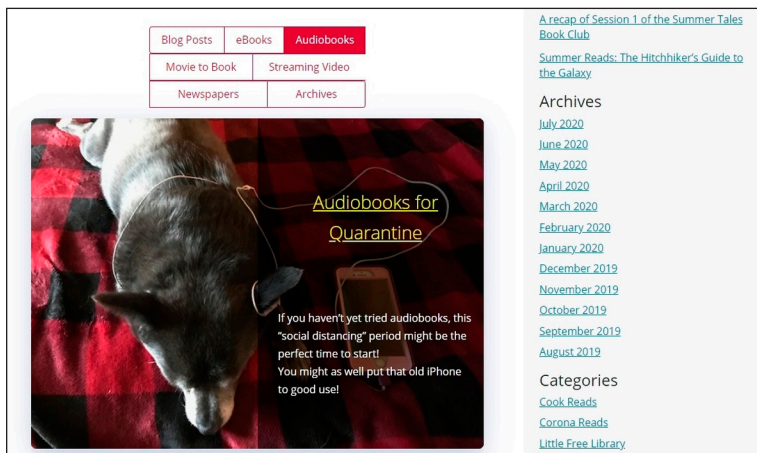 Blog Posts eBooks Audiobooks
Movie to Book Streaming Video
Newspapers Archives
Audiobooks for
Quarantine
If you haven't yet tried audiobooks, this
"social distancing" period might be the
perfect time to start!
You might as well put that old iPhone
to good use!
A recap of Session 1 of the Summer Tales
Book Club
Summer Reads: The Hitchhiker's Guide to
the Galaxy
Archives
July 2020
June 2020
May 2020
April 2020
March 2020
February 2020
January 2020
December 2019
November 2019
October 2019
September 2019
August 2019
Categories
Cook Reads
Corona Reads
Little Free Library